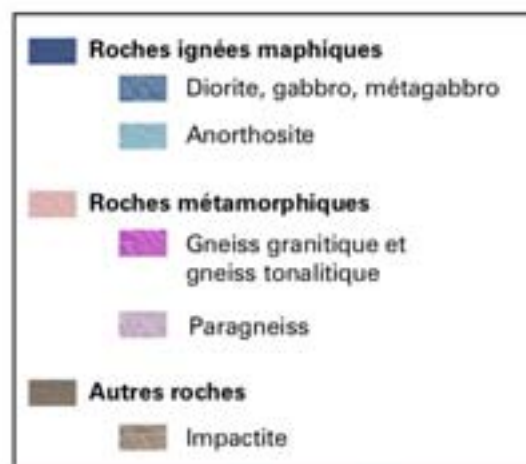 Roches ignées maphiques
Diorite, gabbro, métagabbro
Anorthosite
Roches métamorphiques
Gneiss granitique et
gneiss tonalitique
Paragneiss
Autres roches
Impactite